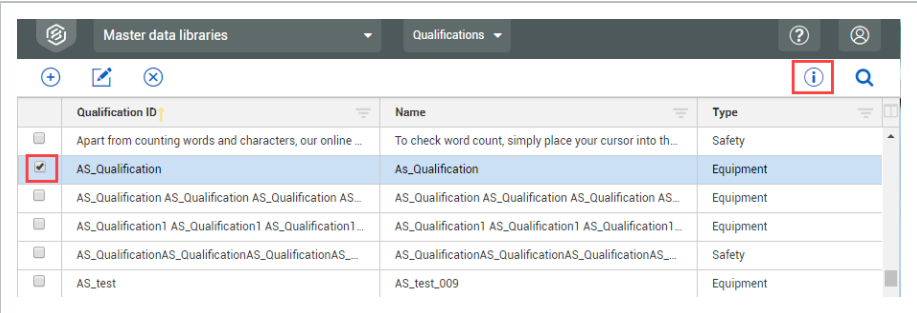 Master data libraries Qualifications
Qualification ID Name Type
Apart from counting words and characters, our online ... To check word count, simply place your cursor into th... Safety
AS_Qualification As_Qualification Equipment
AS_Qualification AS_Qualification AS_Qualification AS... AS_Qualification AS_Qualification AS_Qualification AS... Equipment
AS_Qualification1 AS_Qualification1 AS_Qualification1... AS_Qualification1 AS_Qualification1 AS_Qualification1... Equipment
AS_QualificationAS_QualificationAS_QualificationAS_... AS_QualificationAS_QualificationAS_QualificationAS_... Safety
AS_test AS_test_009 Equipment